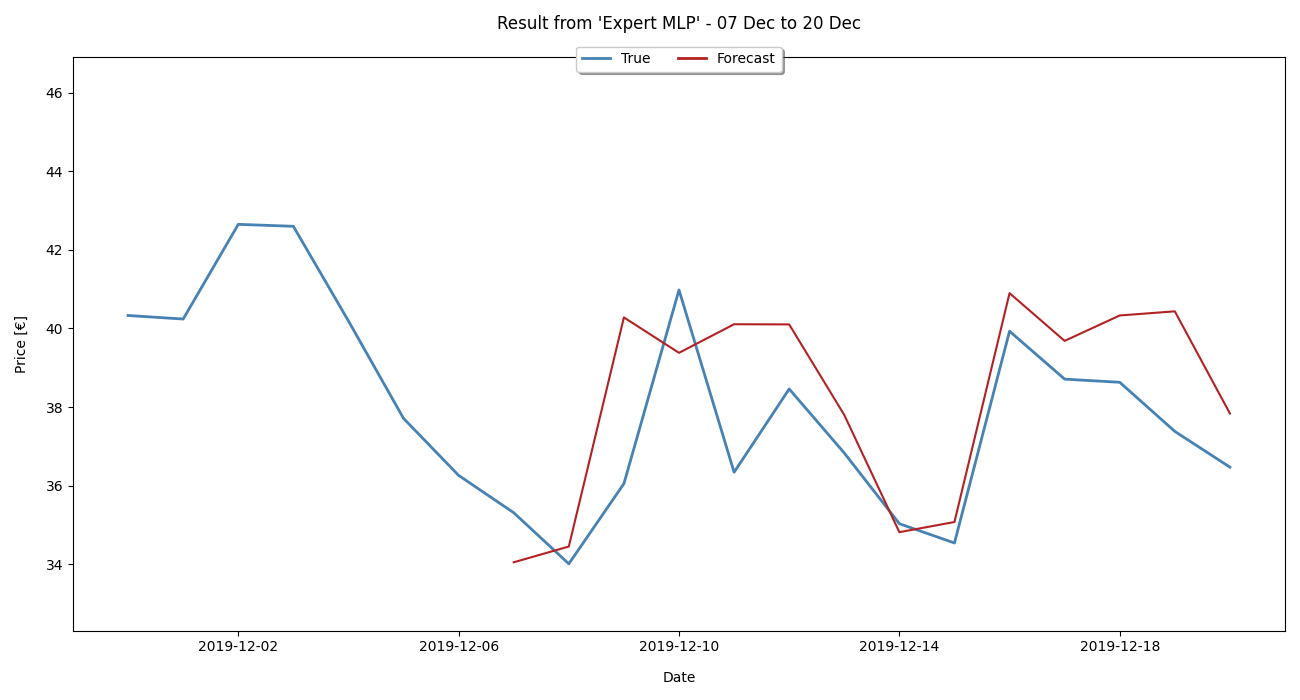 Result from 'Expert MLP' - 07 Dec to 20 Dec
True Forecast
46
44
42
40
38
36
34
Price [€]
2019-12-02 2019-12-06 2019-12-10 2019-12-14 2019-12-18
Date